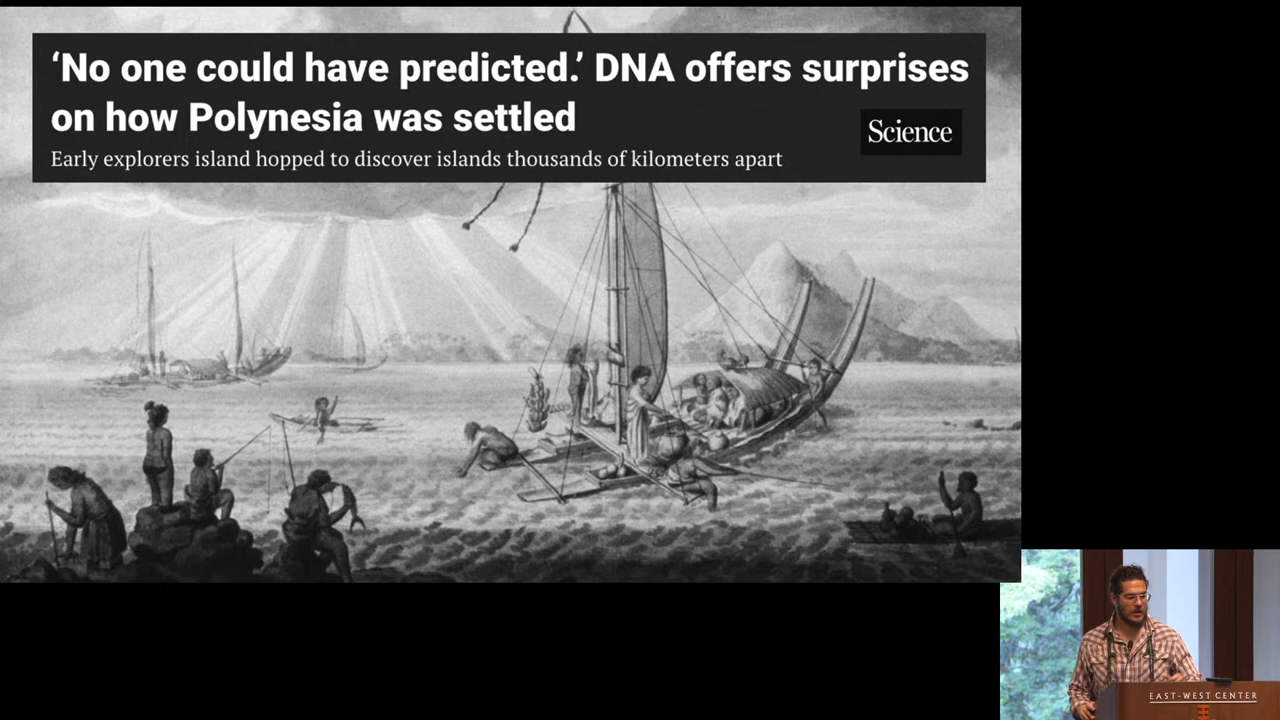 ‘No one could have predicted.’ DNA offers surprises
on how Polynesia was settled
Science
Early explorers island hopped to discover islands thousands of kilometers apart
EAST-WEST CENTER